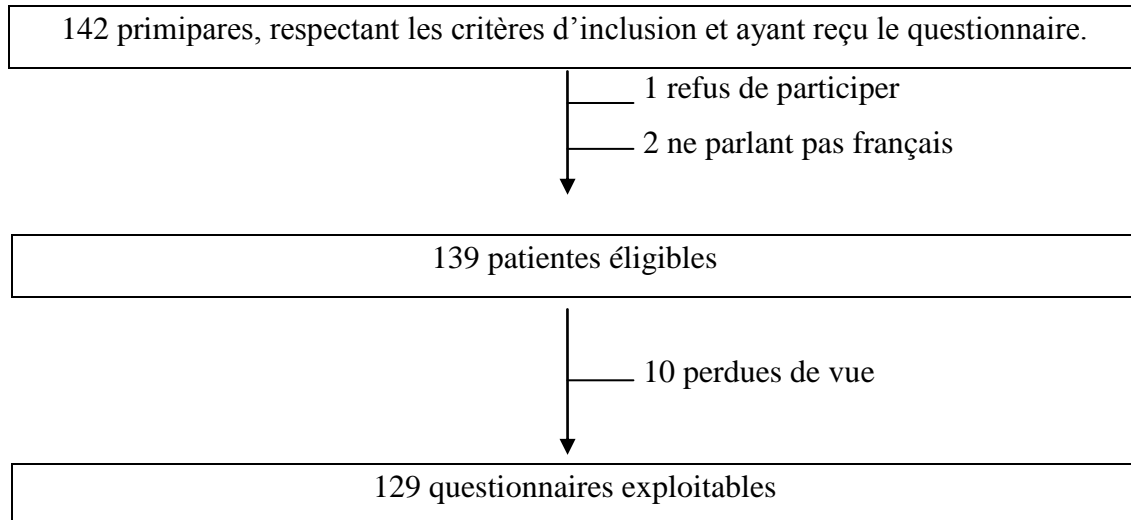 142 primipares, respectant les critères d’inclusion et ayant reçu le questionnaire.
1 refus de participer
2 ne parlant pas français
139 patientes éligibles
10 perdues de vue
129 questionnaires exploitables